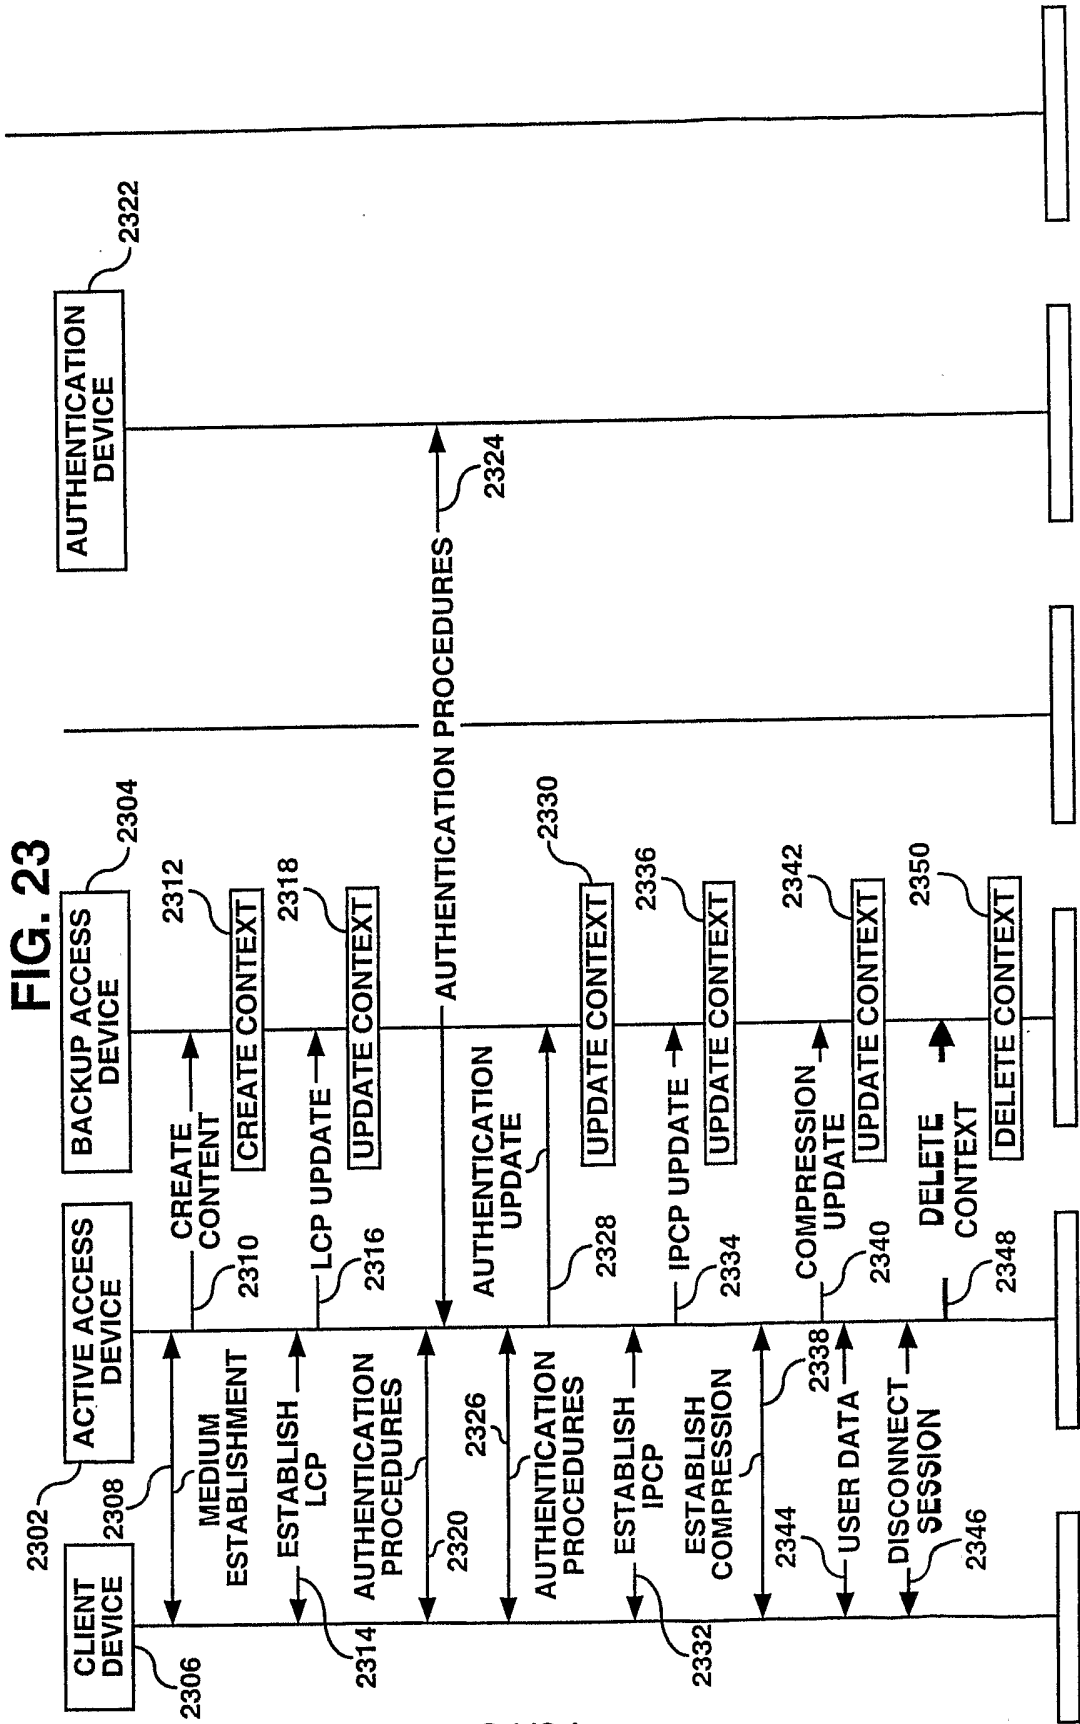 FIG. 23
CLIENT
DEVICE
2306
ACTIVE ACCESS
DEVICE
2302
BACKUP ACCESS
DEVICE
2304
AUTHENTICATION
DEVICE
2322
2308
MEDIUM
ESTABLISHMENT
CREATE
CONTENT
2310
2312
CREATE CONTEXT
ESTABLISH
LCP
2314
LCP UPDATE
2316
2318
UPDATE CONTEXT
AUTHENTICATION
PROCEDURES
2320
AUTHENTICATION PROCEDURES
2324
2326
AUTHENTICATION
PROCEDURES
AUTHENTICATION
UPDATE
2328
2330
UPDATE CONTEXT
ESTABLISH
IPCP
2332
IPCP UPDATE
2334
2336
UPDATE CONTEXT
ESTABLISH
COMPRESSION
2338
COMPRESSION
UPDATE
2340
2342
UPDATE CONTEXT
2344
USER DATA
DISCONNECT
SESSION
2346
DELETE
CONTEXT
2348
2350
DELETE CONTEXT